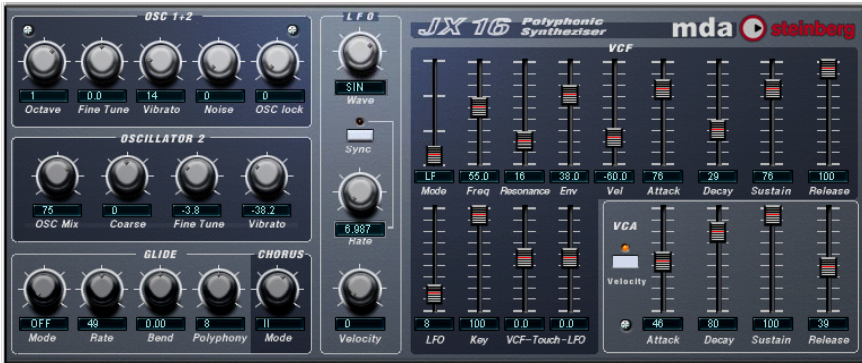 OSC 1+2
1 0.0 14 0 0
Octave Fine Tune Vibrato Noise OSC lock
OSCILLATOR 2
75 0 -3.8 -38.2
OSC Mix Coarse Fine Tune Vibrato
GLIDE CHORUS
OFF 49 0.00 8 II
Mode Rate Bend Polyphony Mode
LFO
SIN
Wave
Sync
6.987
Rate
0
Velocity
JX 16 Polyphonic Syntheziser mda steinberg
VCF
LF 55.0 16 38.0 -60.0 76 29 76 100
Mode Freq Resonance Env Vel Attack Decay Sustain Release
8 100 0.0 0.0
LFO Key VCF-Touch-LFO
VCA
Velocity
46 80 100 39
Attack Decay Sustain Release